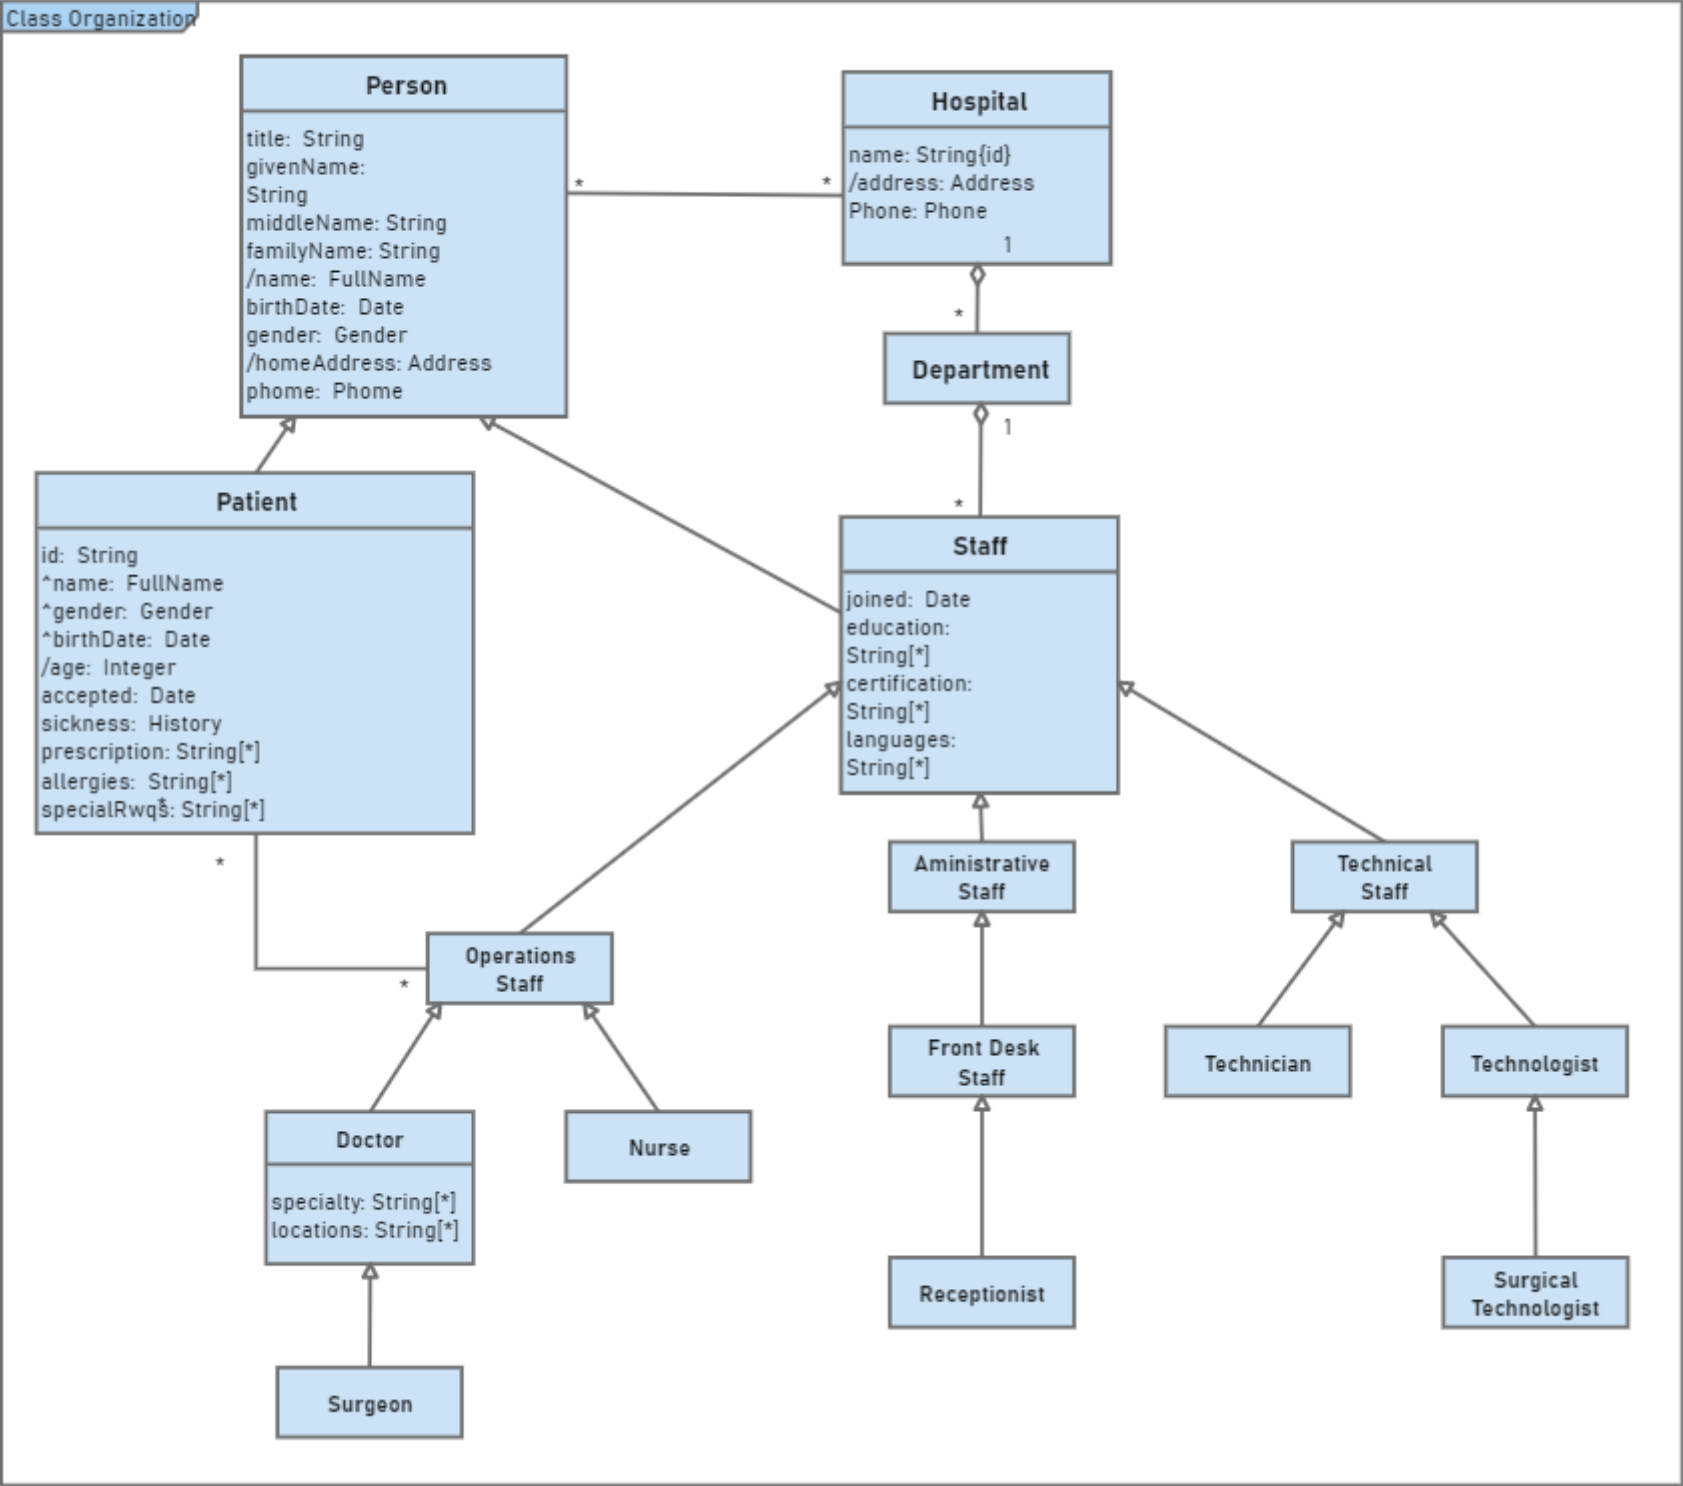 Class Organization
Person
title:  String
givenName:
String
middleName: String
familyName: String
/name:  FullName
birthDate:  Date
gender:  Gender
/homeAddress: Address
phome:  Phome
*
*
Hospital
name: String{id}
/address: Address
Phone: Phone
1
*
Department
1
*
Patient
id:  String
^name:  FullName
^gender:  Gender
^birthDate:  Date
/age:  Integer
accepted:  Date
sickness:  History
prescription: String[*]
allergies:  String[*]
specialRwqs: String[*]
*
*
*
Staff
joined:  Date
education:
String[*]
certification:
String[*]
languages:
String[*]
Aministrative
Staff
Technical
Staff
Operations
Staff
Front Desk
Staff
Technician
Technologist
Doctor
specialty: String[*]
locations: String[*]
Nurse
Receptionist
Surgical
Technologist
Surgeon